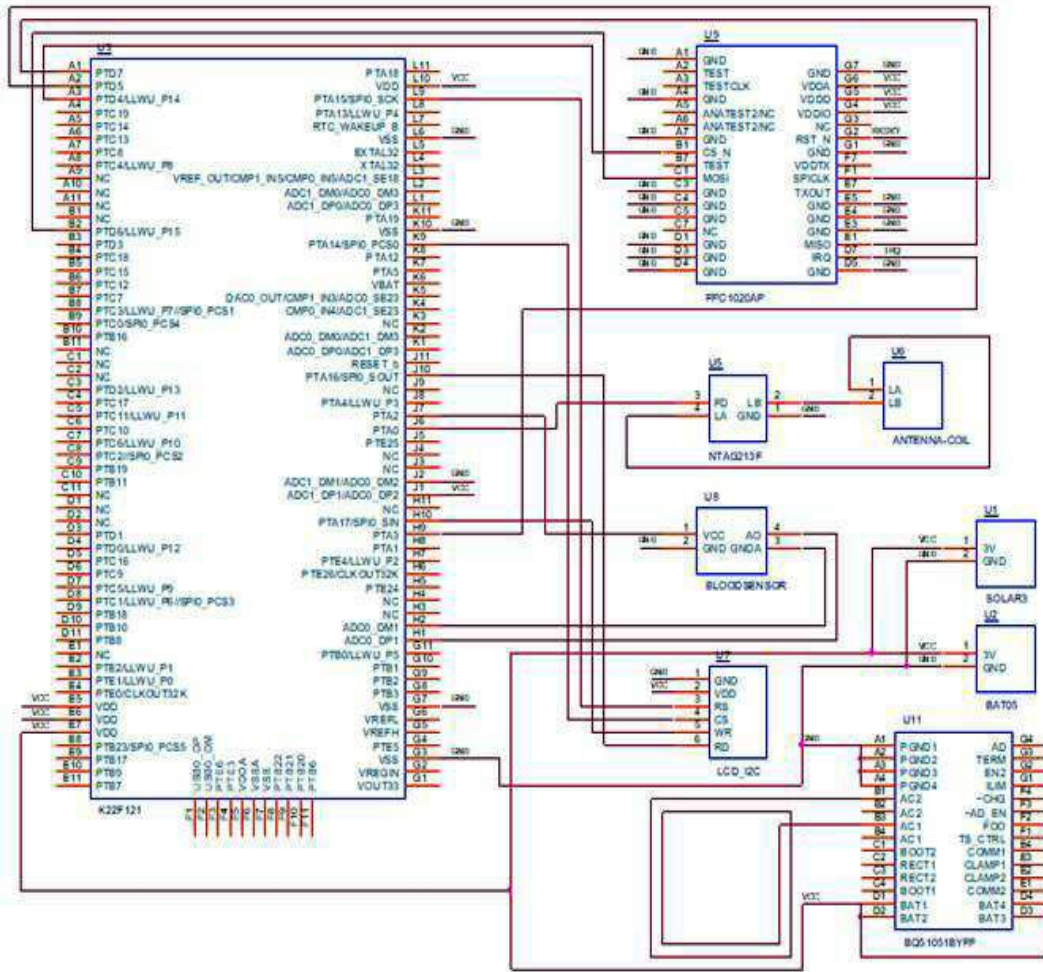 U3
A1 PTD7
A2 PTD5
A3 PTD4/LLWU_P14
A4 PTC19
A5 PTC14
A6 PTC13
A7 PTC8
A8 PTC4/LLWU_P8
A9 NC
A10 NC
A11 NC
B1 NC
B2 PTD6/LLWU_P15
B3 PTD3
B4 PTC18
B5 PTC15
B6 PTC12
B7 PTC7
B8 PTC3/LLWU_P7//SPI0_PCS1
B9 PTC0/SPI0_PCS4
B10 PTB16
B11 NC
C1 NC
C2 NC
C3 PTD2/LLWU_P13
C4 PTC17
C5 PTC11/LLWU_P11
C6 PTC10
C7 PTC6/LLWU_P10
C8 PTC2//SPI0_PCS2
C9 PTB19
C10 PTB11
C11 NC
D1 NC
D2 NC
D3 PTD1
D4 PTD0/LLWU_P12
D5 PTC16
D6 PTC9
D7 PTC5/LLWU_P9
D8 PTC1/LLWU_P6//SPI0_PCS3
D9 PTB18
D10 PTB10
D11 PTB8
E1 NC
E2 PTE2/LLWU_P1
E3 PTE1/LLWU_P0
E4 PTE0/CLKOUT32K
VCC E5 VDD
VCC E6 VDD
VCC E7 VDD
E8 PTB23/SPI0_PCS5
E9 PTB17
E10 PTB9
E11 PTB7
PTA18 L11
VDD L10 VCC
PTA15/SPI0_SCK L9
PTA13/LLWU_P4 L8
RTC_WAKEUP_B L7
VSS L6 GND
EXTAL32 L5
XTAL32 L4
VREF_OUT/CMP1_IN5/CMP0_IN5/ADC1_SE18 L3
ADC1_DM0/ADC0_DM3 L2
ADC1_DP0/ADC0_DP3 L1
PTA19 K11
VSS K10 GND
PTA14/SPI0_PCS0 K9
PTA12 K8
PTA5 K7
VBAT K6
DAC0_OUT/CMP1_IN3/ADC0_SE23 K5
CMP0_IN4/ADC1_SE23 K4
NC K3
ADC0_DM0/ADC1_DM3 K2
ADC0_DP0/ADC1_DP3 K1
RESET_b J11
PTA16/SPI0_SOUT J10
NC J9
PTA4/LLWU_P3 J8
PTA2 J7
PTA0 J6
PTE25 J5
NC J4
NC J3
ADC1_DM1/ADC0_DM2 J2 GND
ADC1_DP1/ADC0_DP2 J1 VCC
NC H11
PTA17/SPI0_SIN H10
PTA3 H9
PTA1 H8
PTE4/LLWU_P2 H7
PTE26/CLKOUT32K H6
PTE24 H5
NC H4
NC H3
ADC0_DM1 H2
ADC0_DP1 H1
PTB0/LLWU_P5 G11
PTB1 G10
PTB2 G9
PTB3 G8
VSS G7 GND
VREFL G6
VREFH G5
PTE5 G4
VSS G3
VREGIN G2
VOUT33 G1
USB0_DP F1
USB0_DM F2
PTE6 F3
PTE3 F4
VDDA F5
VSSA F6
VSS F7
PTB22 F8
PTB21 F9
PTB20 F10
PTB6 F11
K22F121
U9
GND A1 GND
A2 TEST
A3 TESTCLK
GND A4 GND
A5 ANATEST2/NC
A6 ANATEST2/NC
GND A7 GND
B1 CS_N
B7 TEST
C1 MOSI
GND C3 GND
GND C4 GND
GND C5 GND
C7 NC
GND D1 GND
GND D3 GND
GND D4 GND
GND G7 GND
VDDA G6 VCC
VDDD G5 VCC
VDDIO G4 VCC
NC G3
RST_N G2
GND G1 GND
VDDTX F7
SPICLK F1
TXOUT E7
GND E5 GND
GND E4 GND
GND E3 GND
MISO E1
IRQ D7 IRQ
GND D5 GND
FPC1020AP
U5
3 FD
4 LA
LB 2
GND 1 GND
NTAG213F
U6
1 LA
2 LB
ANTENNA-COIL
U8
1 VCC
GND 2 GND
AO 4
GNDA 3
BLOODSENSOR
U1
VCC 1 3V
GND 2 GND
SOLAR3
U2
VCC 1 3V
GND 2 GND
BAT05
U7
GND 1 GND
VCC 2 VDD
3 RS
4 CS
5 WR
6 RD
LCD_I2C
U11
GND A1 PGND1
A2 PGND2
A3 PGND3
A4 PGND4
B1 AC2
B2 AC2
B3 AC1
B4 AC1
C1 BOOT2
C2 RECT1
C3 RECT2
C4 BOOT1
VCC D1 BAT1
D2 BAT2
AD G4
TERM G3
EN2 G2
ILIM G1
-CHG F4
-AD_EN F3
FOD F2
TS_CTRL F1
COMM1 E4
CLAMP1 E3
CLAMP2 E2
COMM2 E1
BAT4 D4
BAT3 D3
BQ51051BYFP